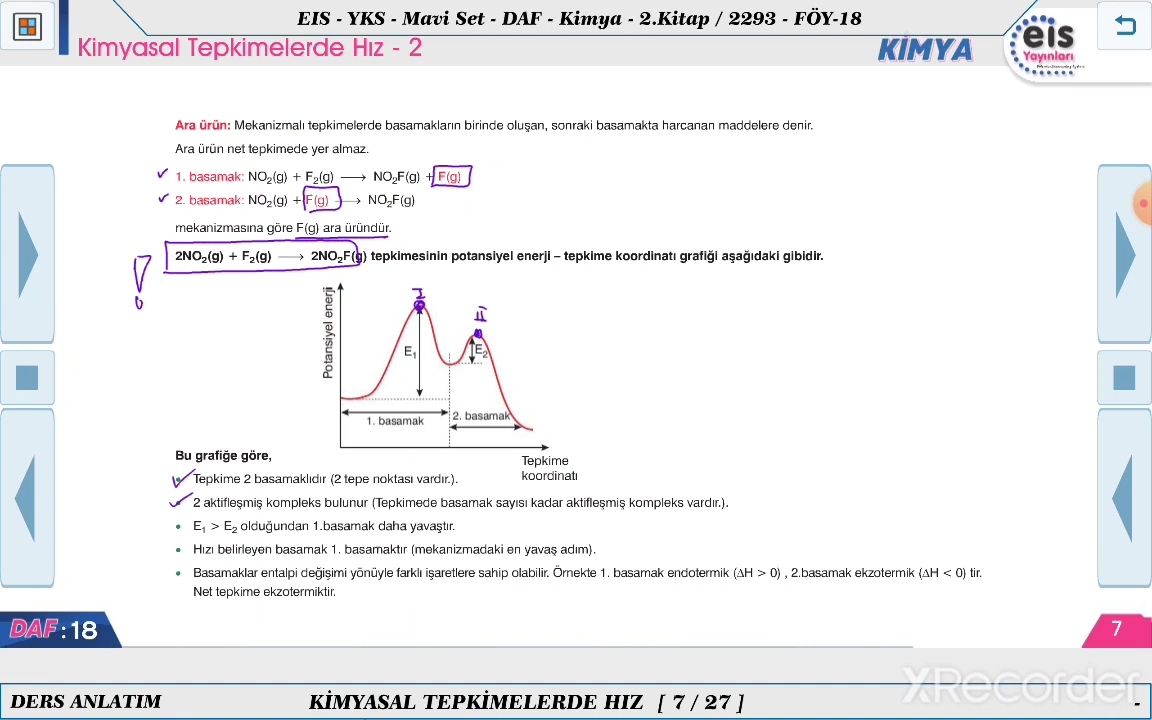 EIS - YKS - Mavi Set - DAF - Kimya - 2.Kitap / 2293 - FÖY-18
Kimyasal Tepkimelerde Hız - 2
KİMYA
eis
Yayınları
Ara ürün: Mekanizmalı tepkimelerde basamakların birinde oluşan, sonraki basamakta harcanan maddelere denir.
Ara ürün net tepkimede yer almaz.
1. basamak: NO₂(g) + F₂(g) ⟶ NO₂F(g) + F(g)
2. basamak: NO₂(g) + F(g) ⟶ NO₂F(g)
mekanizmasına göre F(g) ara üründür.
2NO₂(g) + F₂(g) ⟶ 2NO₂F(g) tepkimesinin potansiyel enerji – tepkime koordinatı grafiği aşağıdaki gibidir.
!
I
II
Potansiyel enerji
E₁
E₂
1. basamak
2. basamak
Tepkime
koordinatı
Bu grafiğe göre,
• Tepkime 2 basamaklıdır (2 tepe noktası vardır.).
• 2 aktifleşmiş kompleks bulunur (Tepkimede basamak sayısı kadar aktifleşmiş kompleks vardır.).
• E₁ > E₂ olduğundan 1.basamak daha yavaştır.
• Hızı belirleyen basamak 1. basamaktır (mekanizmadaki en yavaş adım).
• Basamaklar entalpi değişimi yönüyle farklı işaretlere sahip olabilir. Örnekte 1. basamak endotermik (∆H > 0) , 2.basamak ekzotermik (∆H < 0) tir.
Net tepkime ekzotermiktir.
DAF : 18
7
XRecorder
DERS ANLATIM
KİMYASAL TEPKİMELERDE HIZ [ 7 / 27 ]
-